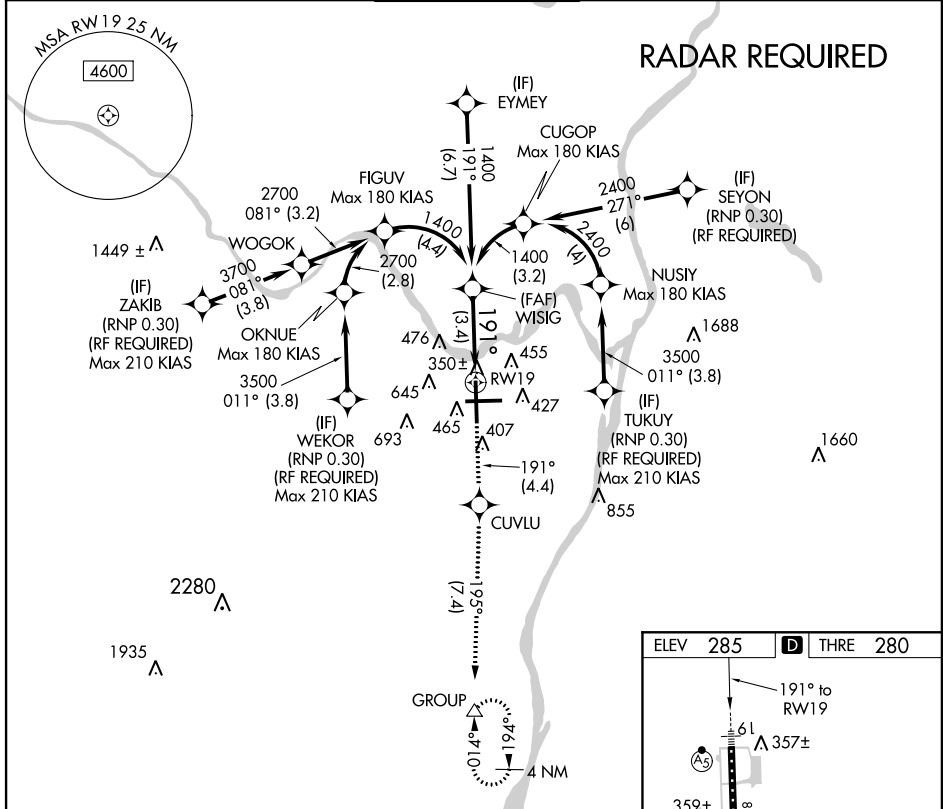 MSA RW19 25 NM
4600
RADAR REQUIRED
(IF)
EYMEY
1400
191°
(6.7)
CUGOP
Max 180 KIAS
FIGUV
Max 180 KIAS
2700
081° (3.2)
1400
(4.4)
2400
271°
(6)
(IF)
SEYON
(RNP 0.30)
(RF REQUIRED)
1449 ±
WOGOK
3700
081°
(3.8)
2700
(2.8)
1400
(3.2)
2400
(4)
NUSIY
Max 180 KIAS
(IF)
ZAKIB
(RNP 0.30)
(RF REQUIRED)
Max 210 KIAS
OKNUE
Max 180 KIAS
(FAF)
WISIG
191°
(3.4)
476
350±
455
RW19
1688
3500
011° (3.8)
645
427
3500
011° (3.8)
693
465
407
(IF)
WEKOR
(RNP 0.30)
(RF REQUIRED)
Max 210 KIAS
(IF)
TUKUY
(RNP 0.30)
(RF REQUIRED)
Max 210 KIAS
1660
191°
(4.4)
855
CUVLU
195°
(7.4)
2280
1935
GROUP
014°
194°
4 NM
ELEV 285 D THRE 280
191° to
RW19
19
357±
A5
359±
8